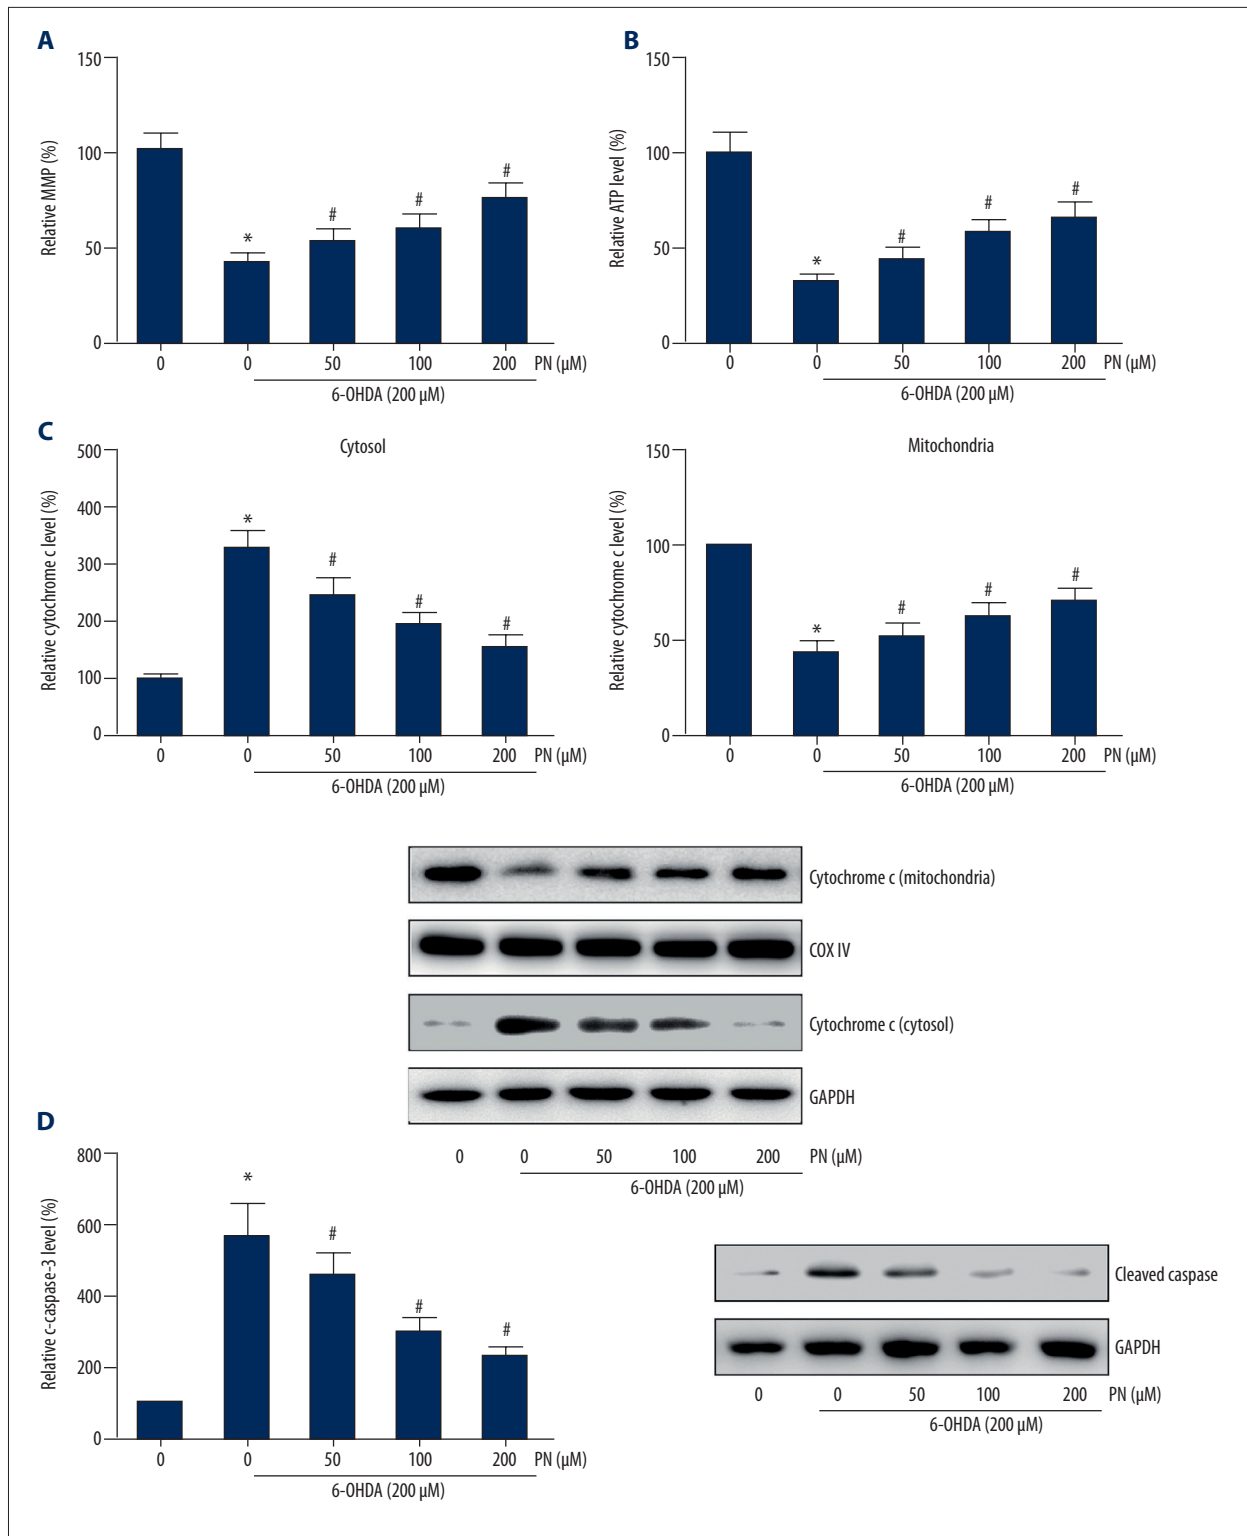 A
150
100
50
0
Relative MMP (%)
*
#
#
#
0 0 50 100 200 PN (µM)
6-OHDA (200 µM)
B
150
100
50
0
Relative ATP level (%)
*
#
#
#
0 0 50 100 200 PN (µM)
6-OHDA (200 µM)
C
Cytosol
500
400
300
200
100
0
Relative cytochrome c level (%)
*
#
#
#
0 0 50 100 200 PN (µM)
6-OHDA (200 µM)
Mitochondria
150
100
50
0
Relative cytochrome c level (%)
*
#
#
#
0 0 50 100 200 PN (µM)
6-OHDA (200 µM)
Cytochrome c (mitochondria)
COX IV
Cytochrome c (cytosol)
GAPDH
0 0 50 100 200 PN (µM)
6-OHDA (200 µM)
D
800
600
400
200
0
Relative c-caspase-3 level (%)
*
#
#
#
0 0 50 100 200 PN (µM)
6-OHDA (200 µM)
Cleaved caspase
GAPDH
0 0 50 100 200 PN (µM)
6-OHDA (200 µM)